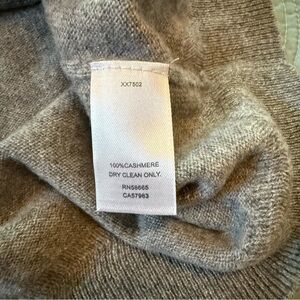 XX7502
100%CASHMERE
DRY CLEAN ONLY.
RN56665
CA57963